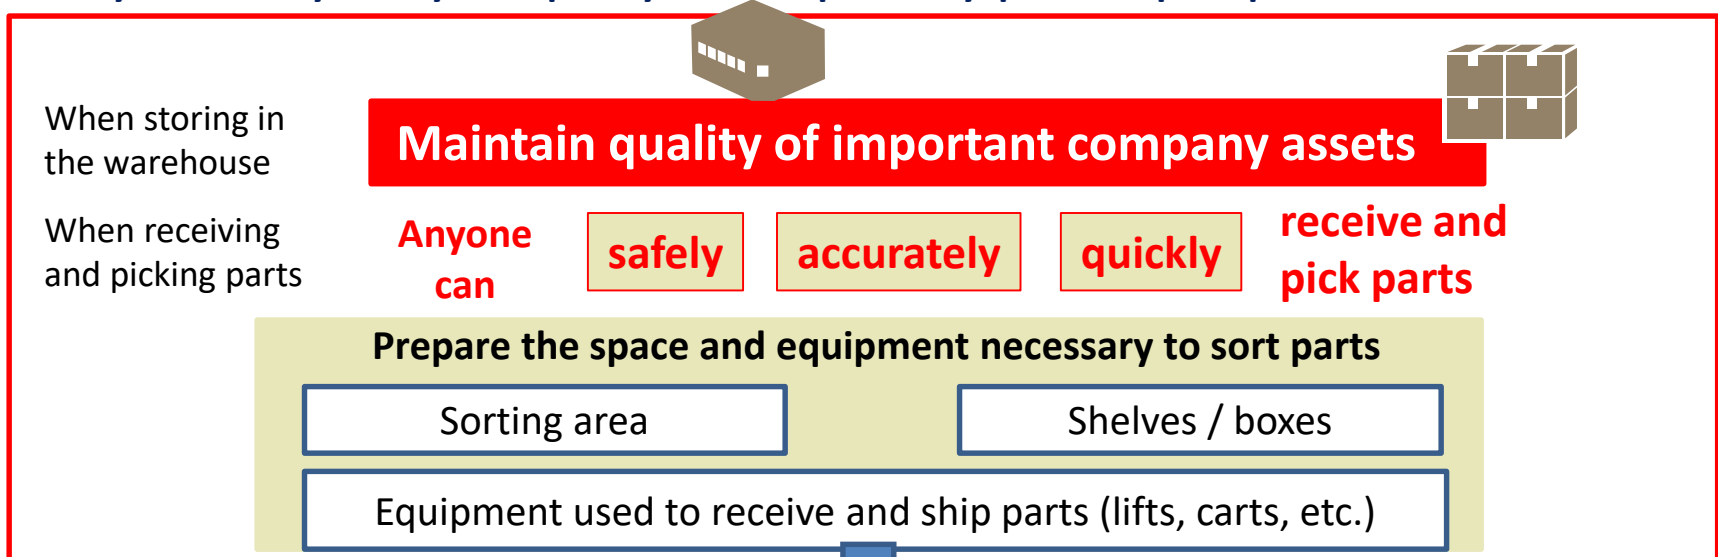 When storing in
the warehouse
Maintain quality of important company assets
When receiving
and picking parts
Anyone
can
safely
accurately
quickly
receive and
pick parts
Prepare the space and equipment necessary to sort parts
Sorting area
Shelves / boxes
Equipment used to receive and ship parts (lifts, carts, etc.)